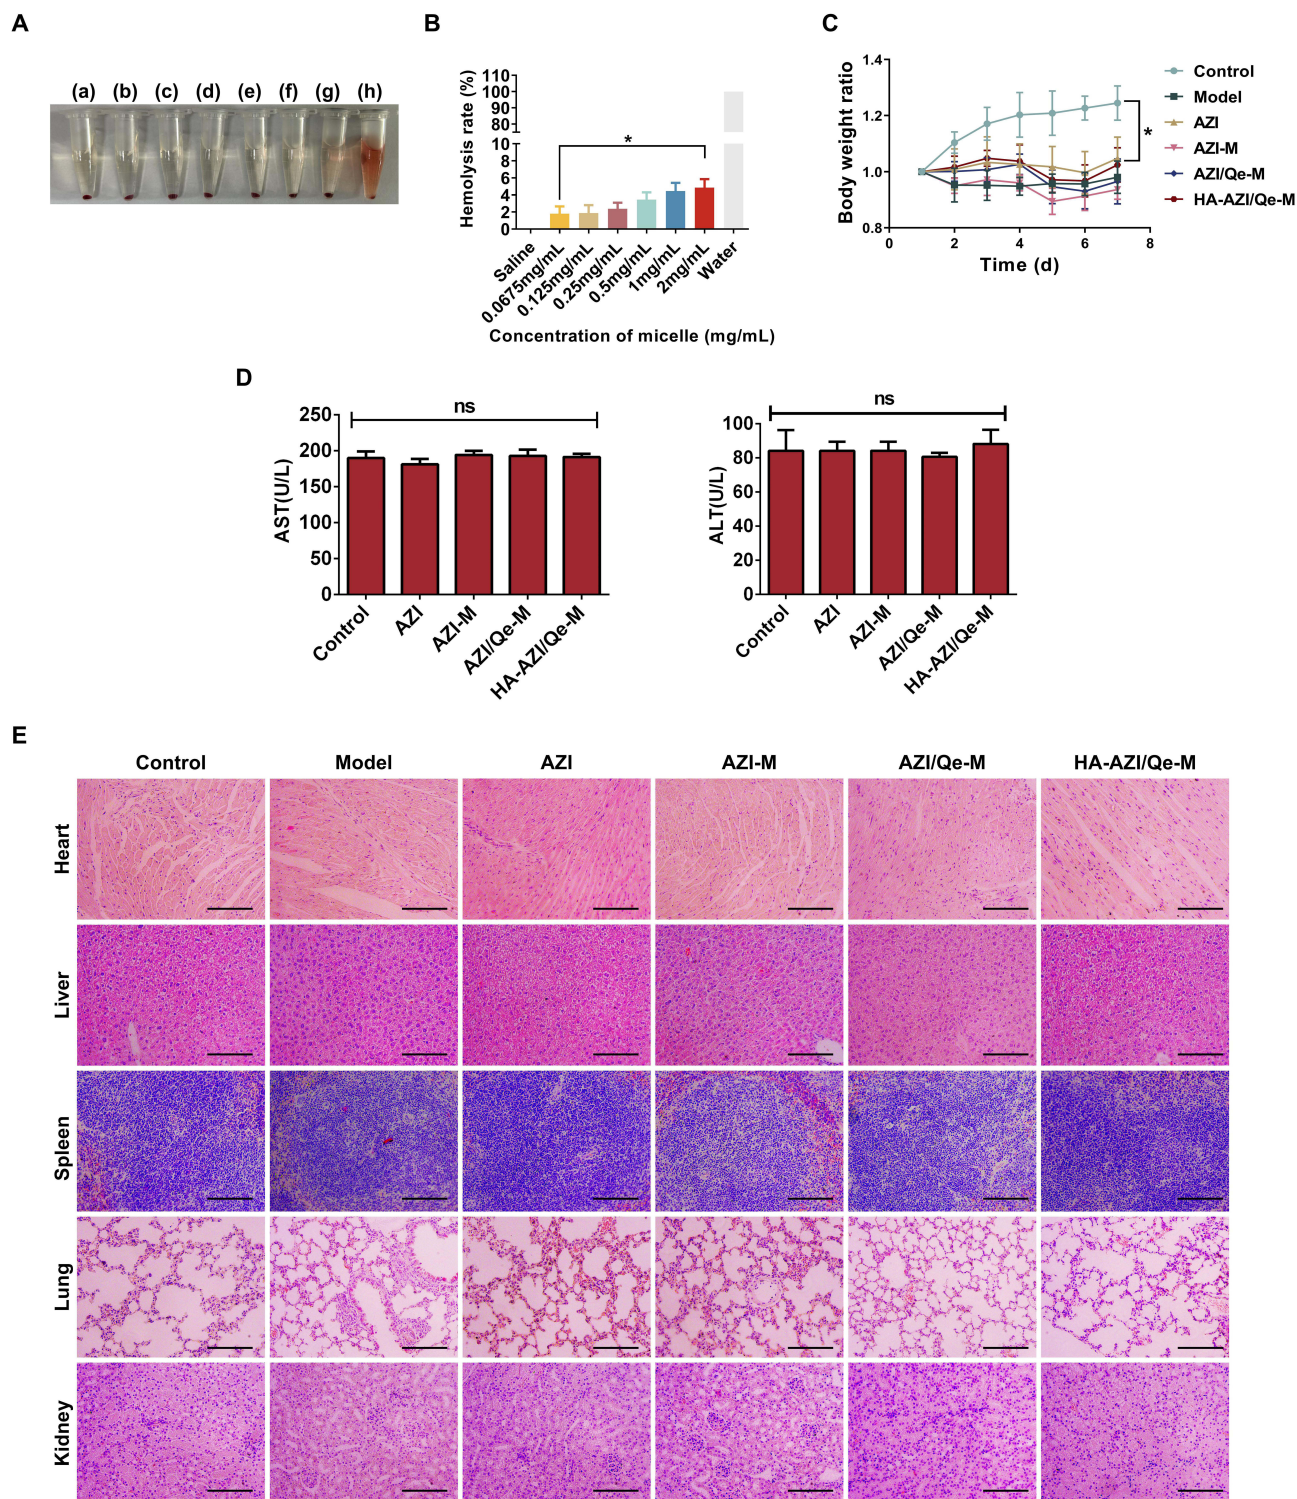 A
(a) (b) (c) (d) (e) (f) (g) (h)
B
Hemolysis rate (%)
110
100
90
80
10
8
6
4
2
0
Saline
0.0675mg/mL
0.125mg/mL
0.25mg/mL
0.5mg/mL
1mg/mL
2mg/mL
Water
*
Concentration of micelle (mg/mL)
C
Body weight ratio
1.4
1.2
1.0
0.8
0 2 4 6 8
Time (d)
*
Control
Model
AZI
AZI-M
AZI/Qe-M
HA-AZI/Qe-M
D
AST(U/L)
250
200
150
100
50
0
ns
Control
AZI
AZI-M
AZI/Qe-M
HA-AZI/Qe-M
ALT(U/L)
100
80
60
40
20
0
ns
Control
AZI
AZI-M
AZI/Qe-M
HA-AZI/Qe-M
E
Control Model AZI AZI-M AZI/Qe-M HA-AZI/Qe-M
Heart
Liver
Spleen
Lung
Kidney